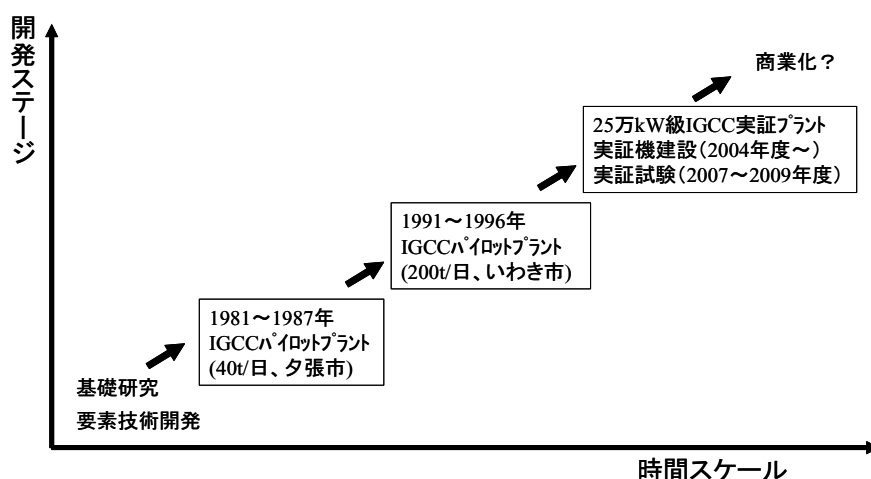 開発ステージ
商業化？
25万kW級IGCC実証ﾌﾟﾗﾝﾄ
実証機建設（2004年度～）
実証試験（2007～2009年度）
1991～1996年
IGCCﾊﾟｲﾛｯﾄﾌﾟﾗﾝﾄ
(200t/日、いわき市)
1981～1987年
IGCCﾊﾟｲﾛｯﾄﾌﾟﾗﾝﾄ
(40t/日、夕張市)
基礎研究
要素技術開発
時間スケール